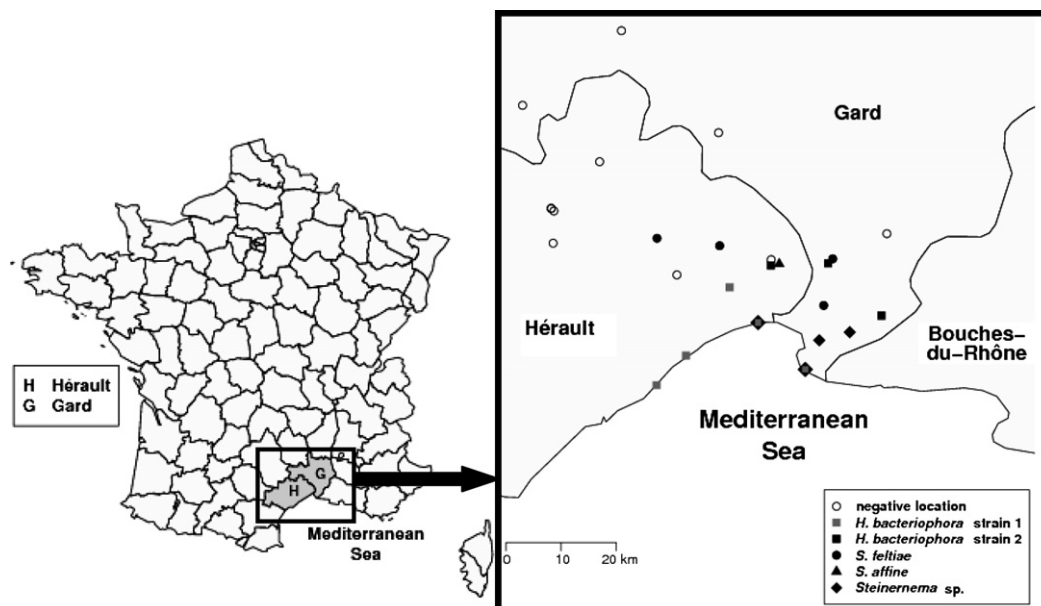 H Hérault
G Gard
G
H
Mediterranean
Sea
Gard
Hérault
Bouches-
du-Rhône
Mediterranean
Sea
0 10 20 km
negative location
H. bacteriophora strain 1
H. bacteriophora strain 2
S. feltiae
S. affine
Steinernema sp.